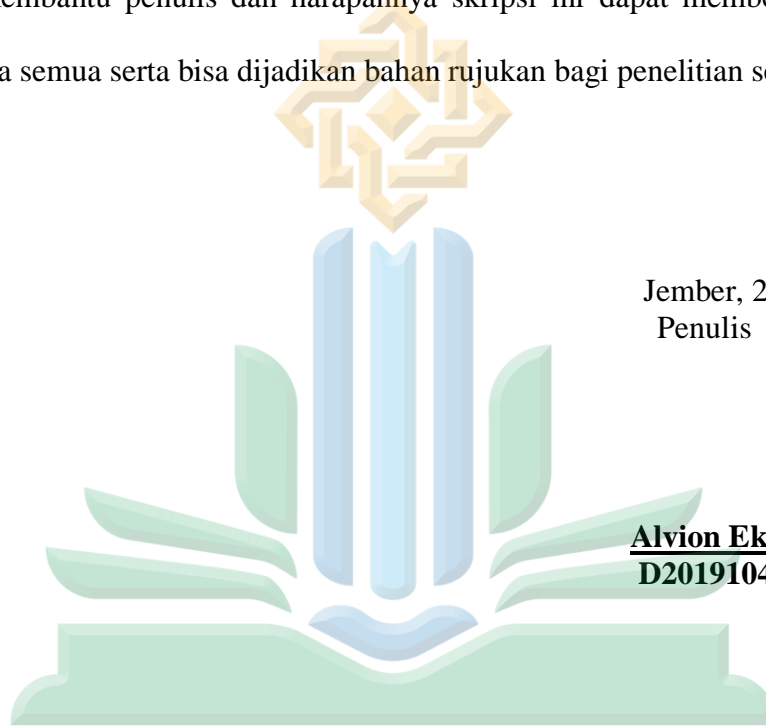 membantu penulis dan harapannya skripsi ini dapat membe
a semua serta bisa dijadikan bahan rujukan bagi penelitian se
Jember, 2
Penulis
Alvion Ek
D2019104